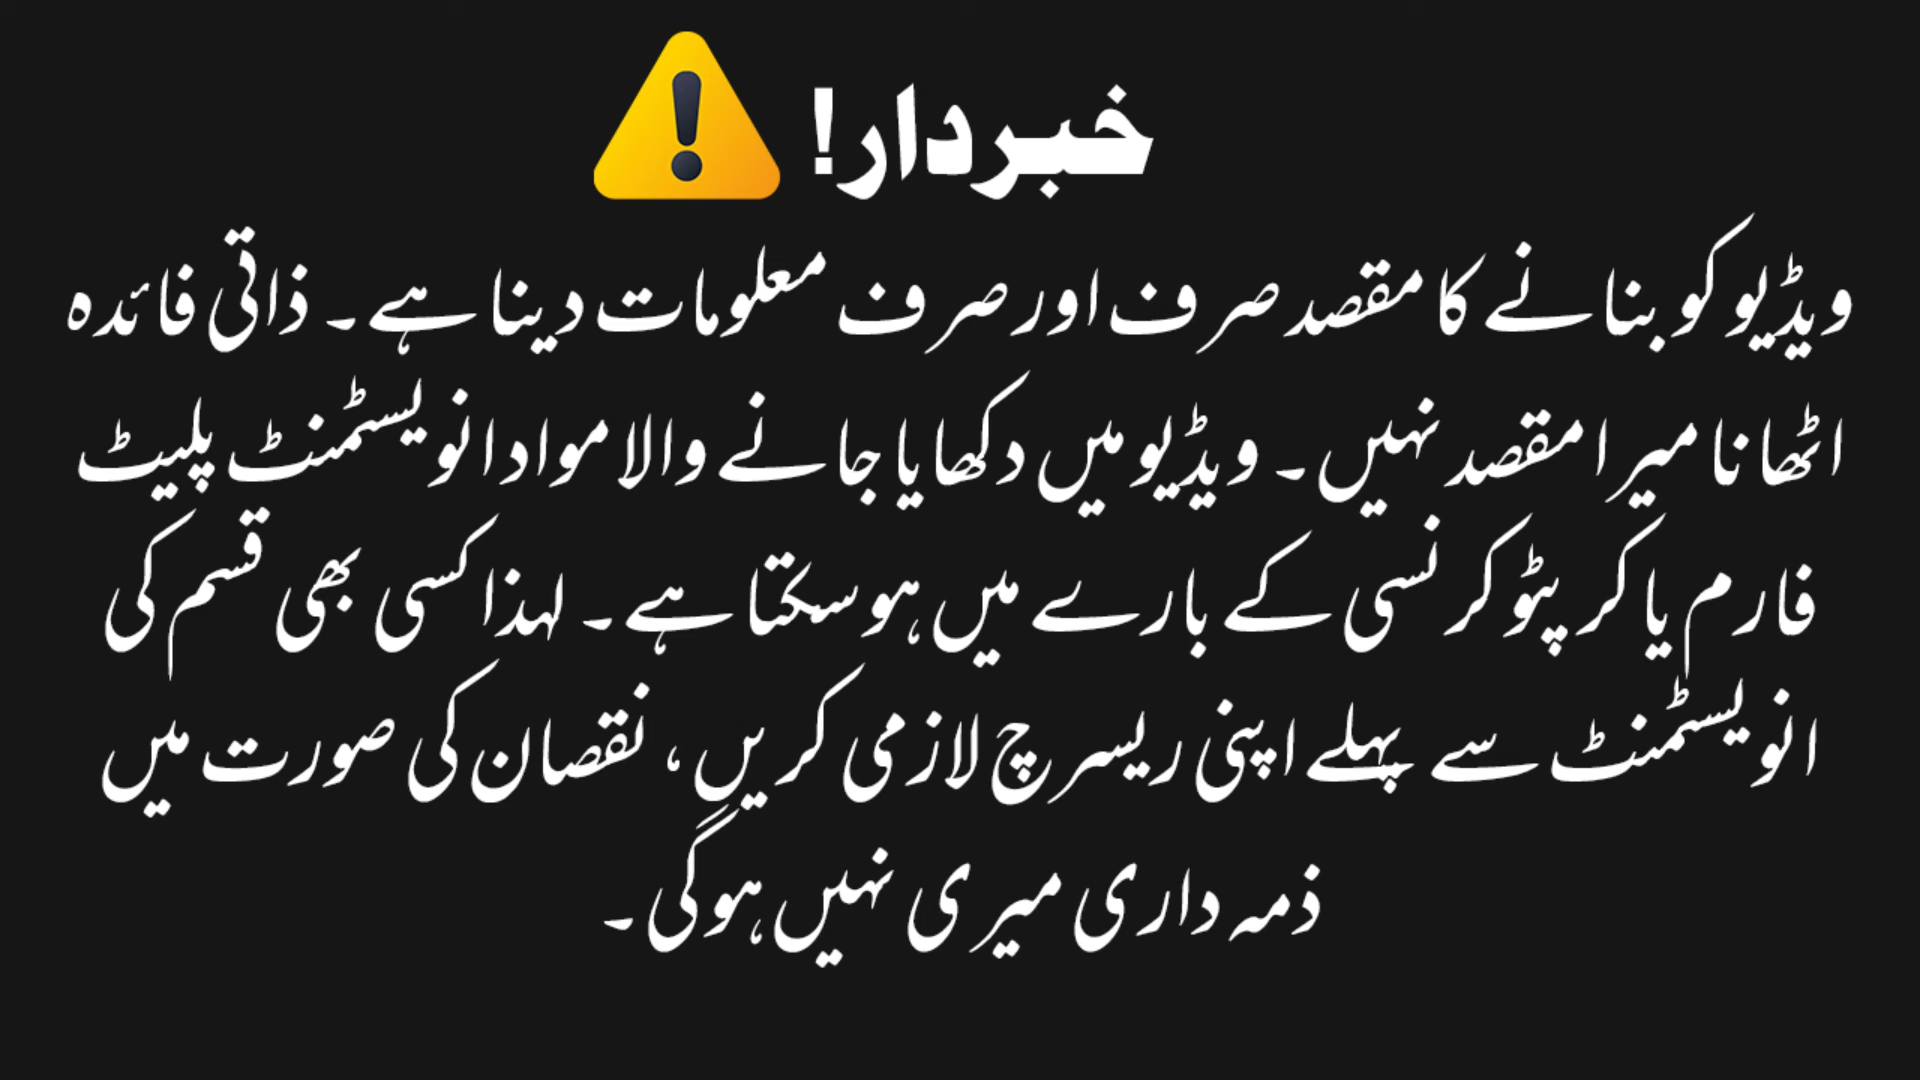 خبردار!
ویڈیو کو بنانے کا مقصد صرف اور صرف معلومات دینا ہے۔ ذاتی فائدہ
اٹھانا میرا مقصد نہیں۔ ویڈیو میں دکھایا جانے والا مواد انویسٹمنٹ پلیٹ
فارم یا کرپٹو کرنسی کے بارے میں ہو سکتا ہے۔ لہذا کسی بھی قسم کی
انویسٹمنٹ سے پہلے اپنی ریسرچ لازمی کریں، نقصان کی صورت میں
ذمہ داری میری نہیں ہوگی۔